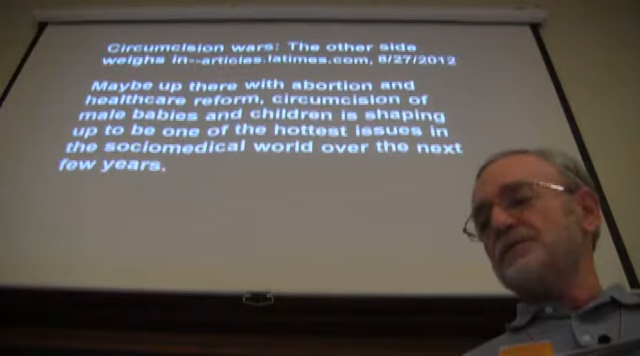 Circumcision wars: The other side
weighs in--articles.latimes.com, 8/27/2012
Maybe up there with abortion and
healthcare reform, circumcision of
male babies and children is shaping
up to be one of the hottest issues in
the sociomedical world over the next
few years.